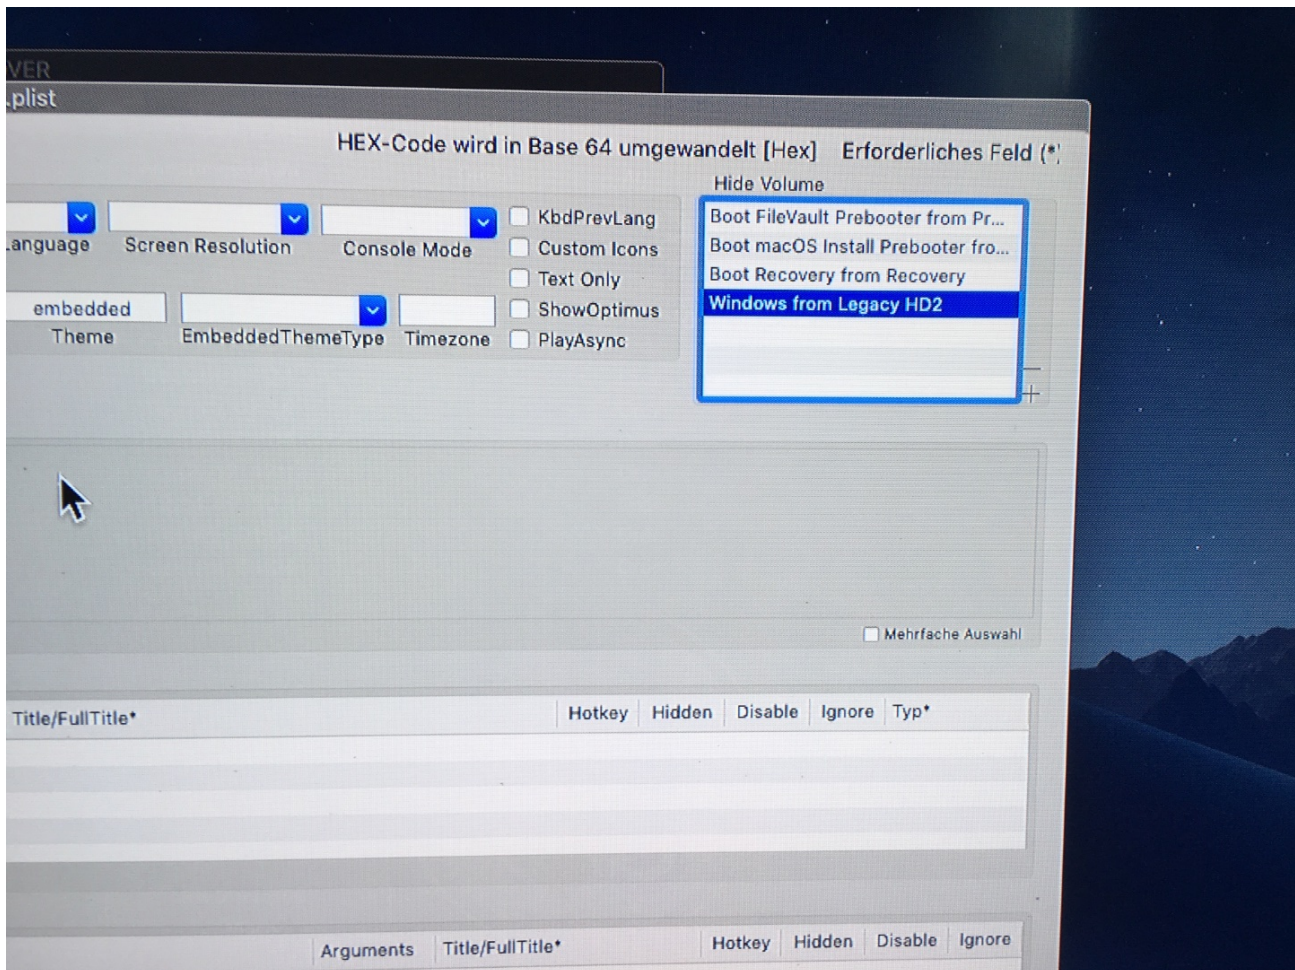 VER
.plist
HEX-Code wird in Base 64 umgewandelt [Hex] Erforderliches Feld (*)
Hide Volume
Boot FileVault Prebooter from Pr...
Boot macOS Install Prebooter fro...
Boot Recovery from Recovery
Windows from Legacy HD2
KbdPrevLang
Custom Icons
Text Only
ShowOptimus
PlayAsync
anguage Screen Resolution Console Mode
embedded
Theme EmbeddedThemeType Timezone
Mehrfache Auswahl
Title/FullTitle* Hotkey Hidden Disable Ignore Typ*
Arguments Title/FullTitle* Hotkey Hidden Disable Ignore